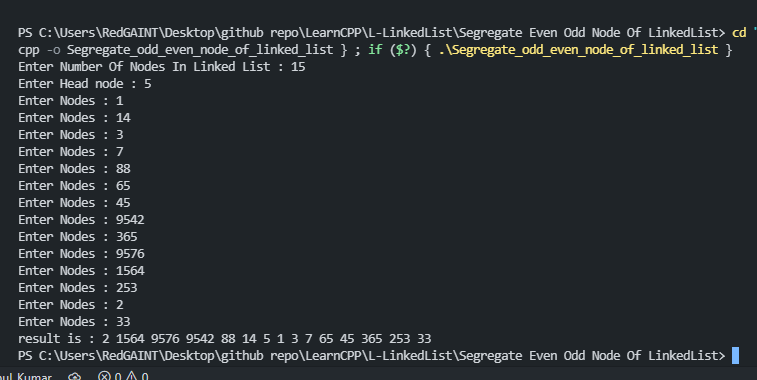 PS C:\Users\RedGAINT\Desktop\github repo\LearnCPP\L-LinkedList\Segregate Even Odd Node Of LinkedList> cd "
cpp -o Segregate_odd_even_node_of_linked_list } ; if ($?) { .\Segregate_odd_even_node_of_linked_list }
Enter Number Of Nodes In Linked List : 15
Enter Head node : 5
Enter Nodes : 1
Enter Nodes : 14
Enter Nodes : 3
Enter Nodes : 7
Enter Nodes : 88
Enter Nodes : 65
Enter Nodes : 45
Enter Nodes : 9542
Enter Nodes : 365
Enter Nodes : 9576
Enter Nodes : 1564
Enter Nodes : 253
Enter Nodes : 2
Enter Nodes : 33
result is : 2 1564 9576 9542 88 14 5 1 3 7 65 45 365 253 33
PS C:\Users\RedGAINT\Desktop\github repo\LearnCPP\L-LinkedList\Segregate Even Odd Node Of LinkedList>
Kumar 0 0